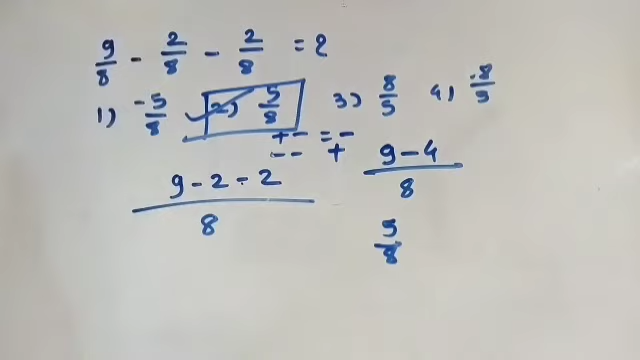 9/8 - 2/8 - 2/8 = ?
1) -5/8 2) 5/8 3) 8/5 4) -8/5
+ - = -
- - +
(9 - 2 - 2)/8
(9 - 4)/8
5/8